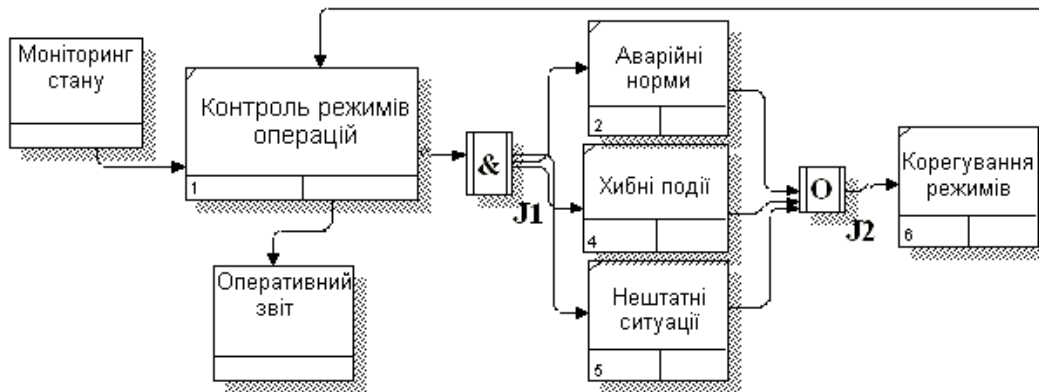 Моніторинг
стану
Контроль режимів
операцій
1
&
J1
Аварійні
норми
2
Хибні події
4
Нештатні
ситуації
5
O
J2
Корегування
режимів
6
Оперативний
звіт